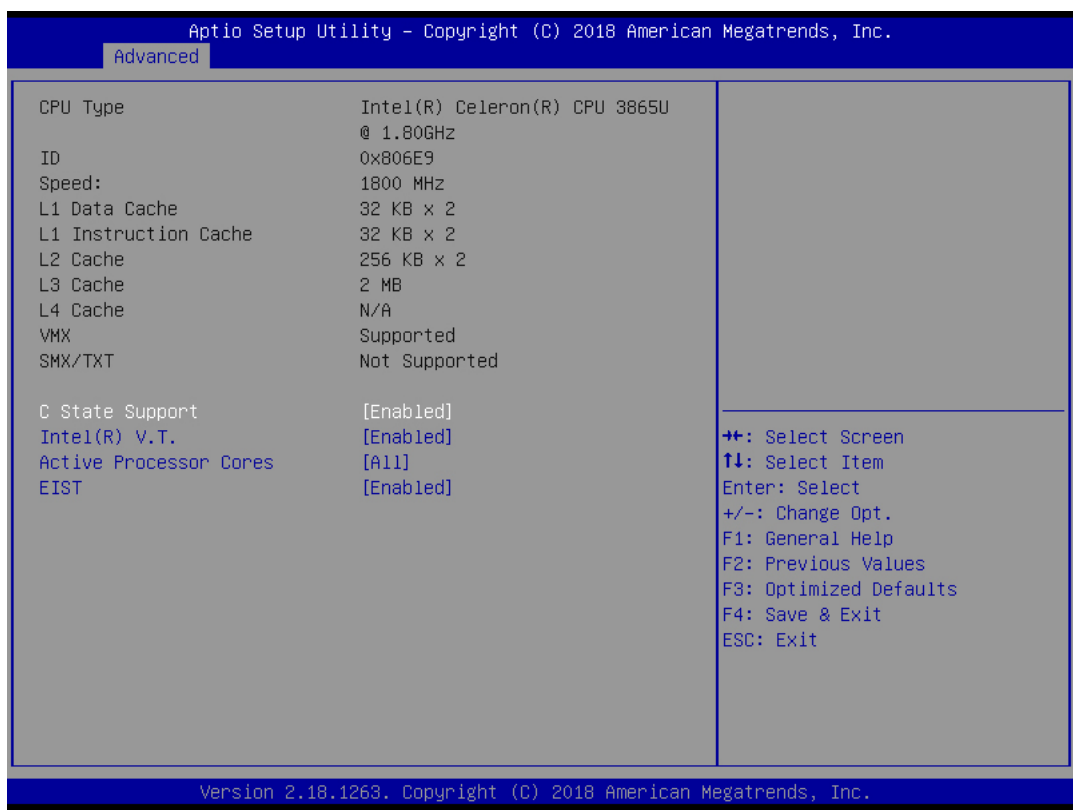 Aptio Setup Utility – Copyright (C) 2018 American Megatrends, Inc.
Advanced
CPU Type Intel(R) Celeron(R) CPU 3865U
@ 1.80GHz
ID 0x806E9
Speed: 1800 MHz
L1 Data Cache 32 KB x 2
L1 Instruction Cache 32 KB x 2
L2 Cache 256 KB x 2
L3 Cache 2 MB
L4 Cache N/A
VMX Supported
SMX/TXT Not Supported
C State Support [Enabled]
Intel(R) V.T. [Enabled]
Active Processor Cores [All]
EIST [Enabled]
→←: Select Screen
↑↓: Select Item
Enter: Select
+/-: Change Opt.
F1: General Help
F2: Previous Values
F3: Optimized Defaults
F4: Save & Exit
ESC: Exit
Version 2.18.1263. Copyright (C) 2018 American Megatrends, Inc.